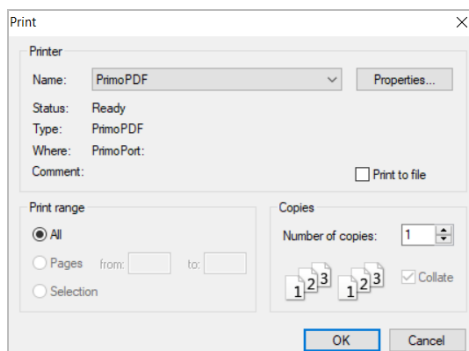 Print
Printer
Name: PrimoPDF Properties...
Status: Ready
Type: PrimoPDF
Where: PrimoPort:
Comment:
Print to file
Print range
All
Pages from: to:
Selection
Copies
Number of copies: 1
1 2 3 1 2 3
Collate
OK Cancel